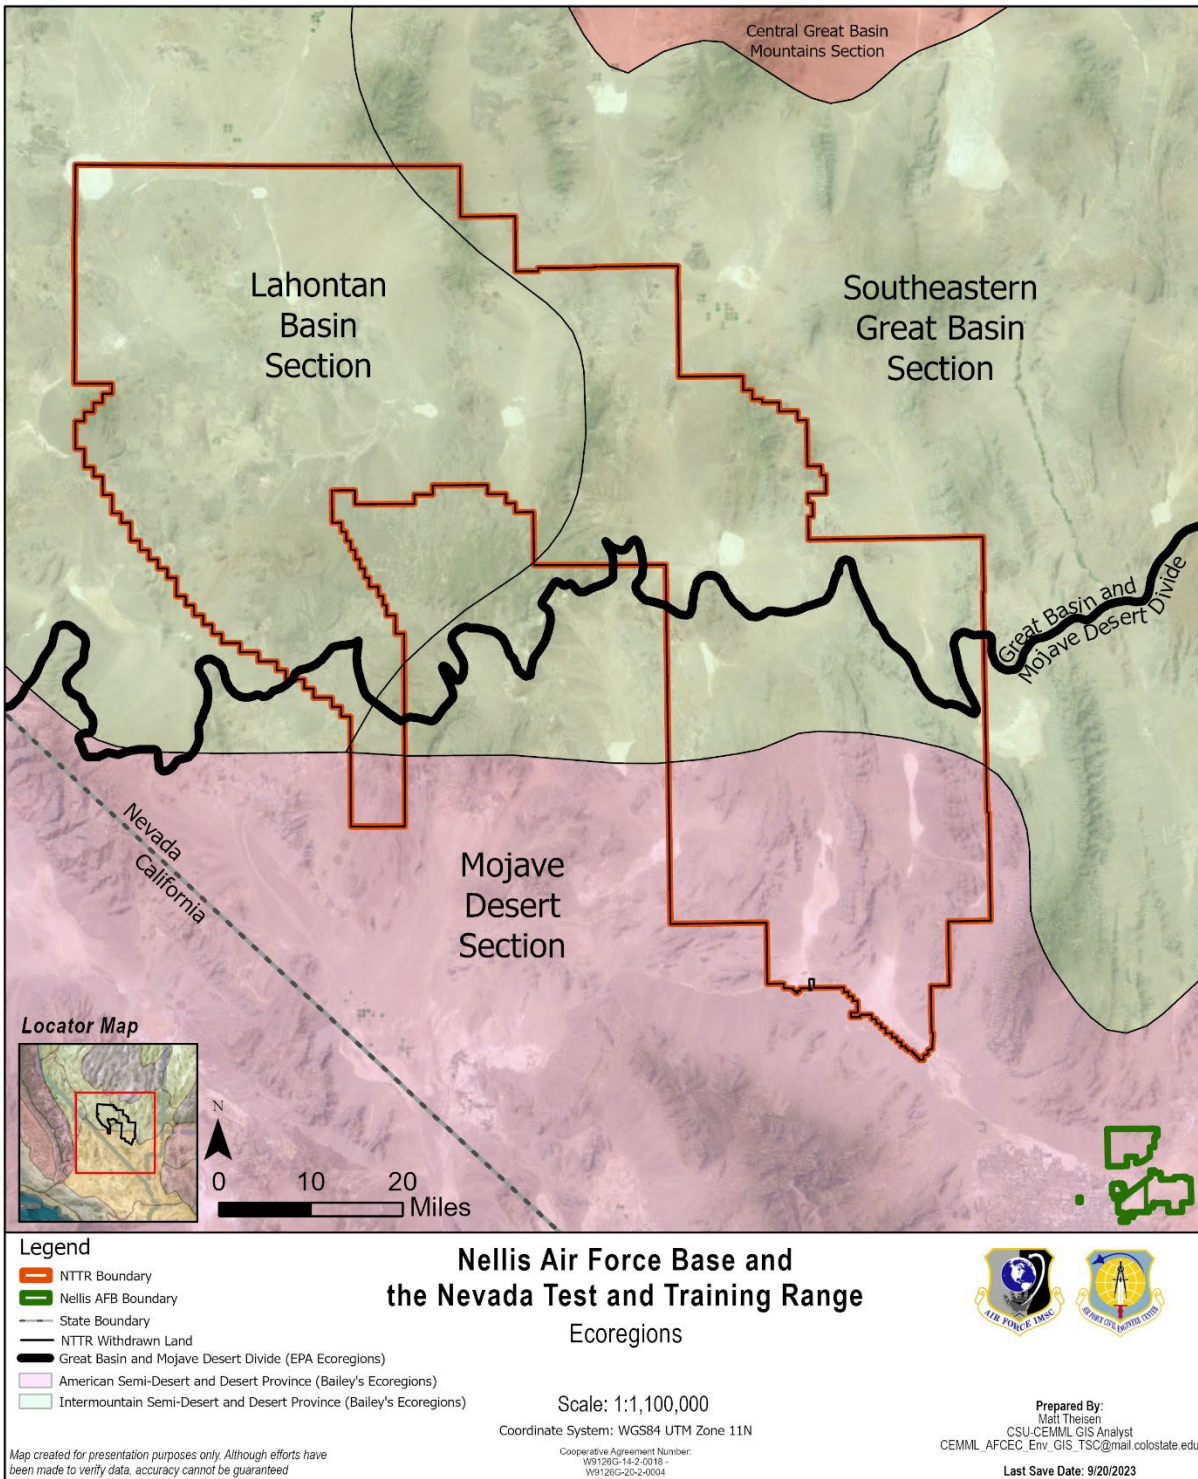 Central Great Basin
Mountains Section
Lahontan
Basin
Section
Southeastern
Great Basin
Section
Great Basin and
Mojave Desert Divide
Nevada
California
Mojave
Desert
Section
Locator Map
N
0 10 20
Miles
Legend
NTTR Boundary
Nellis AFB Boundary
State Boundary
NTTR Withdrawn Land
Great Basin and Mojave Desert Divide (EPA Ecoregions)
American Semi-Desert and Desert Province (Bailey's Ecoregions)
Intermountain Semi-Desert and Desert Province (Bailey's Ecoregions)
Map created for presentation purposes only. Although efforts have
been made to verify data, accuracy cannot be guaranteed
Nellis Air Force Base and
the Nevada Test and Training Range
Ecoregions
Scale: 1:1,100,000
Coordinate System: WGS84 UTM Zone 11N
Cooperative Agreement Number:
W9126G-14-2-0018 -
W9126G-20-2-0004
AIR FORCE IMSC
AIR FORCE CIVIL ENGINEER CENTER
Prepared By:
Matt Theisen
CSU-CEMML GIS Analyst
CEMML_AFCEC_Env_GIS_TSC@mail.colostate.edu
Last Save Date: 9/20/2023